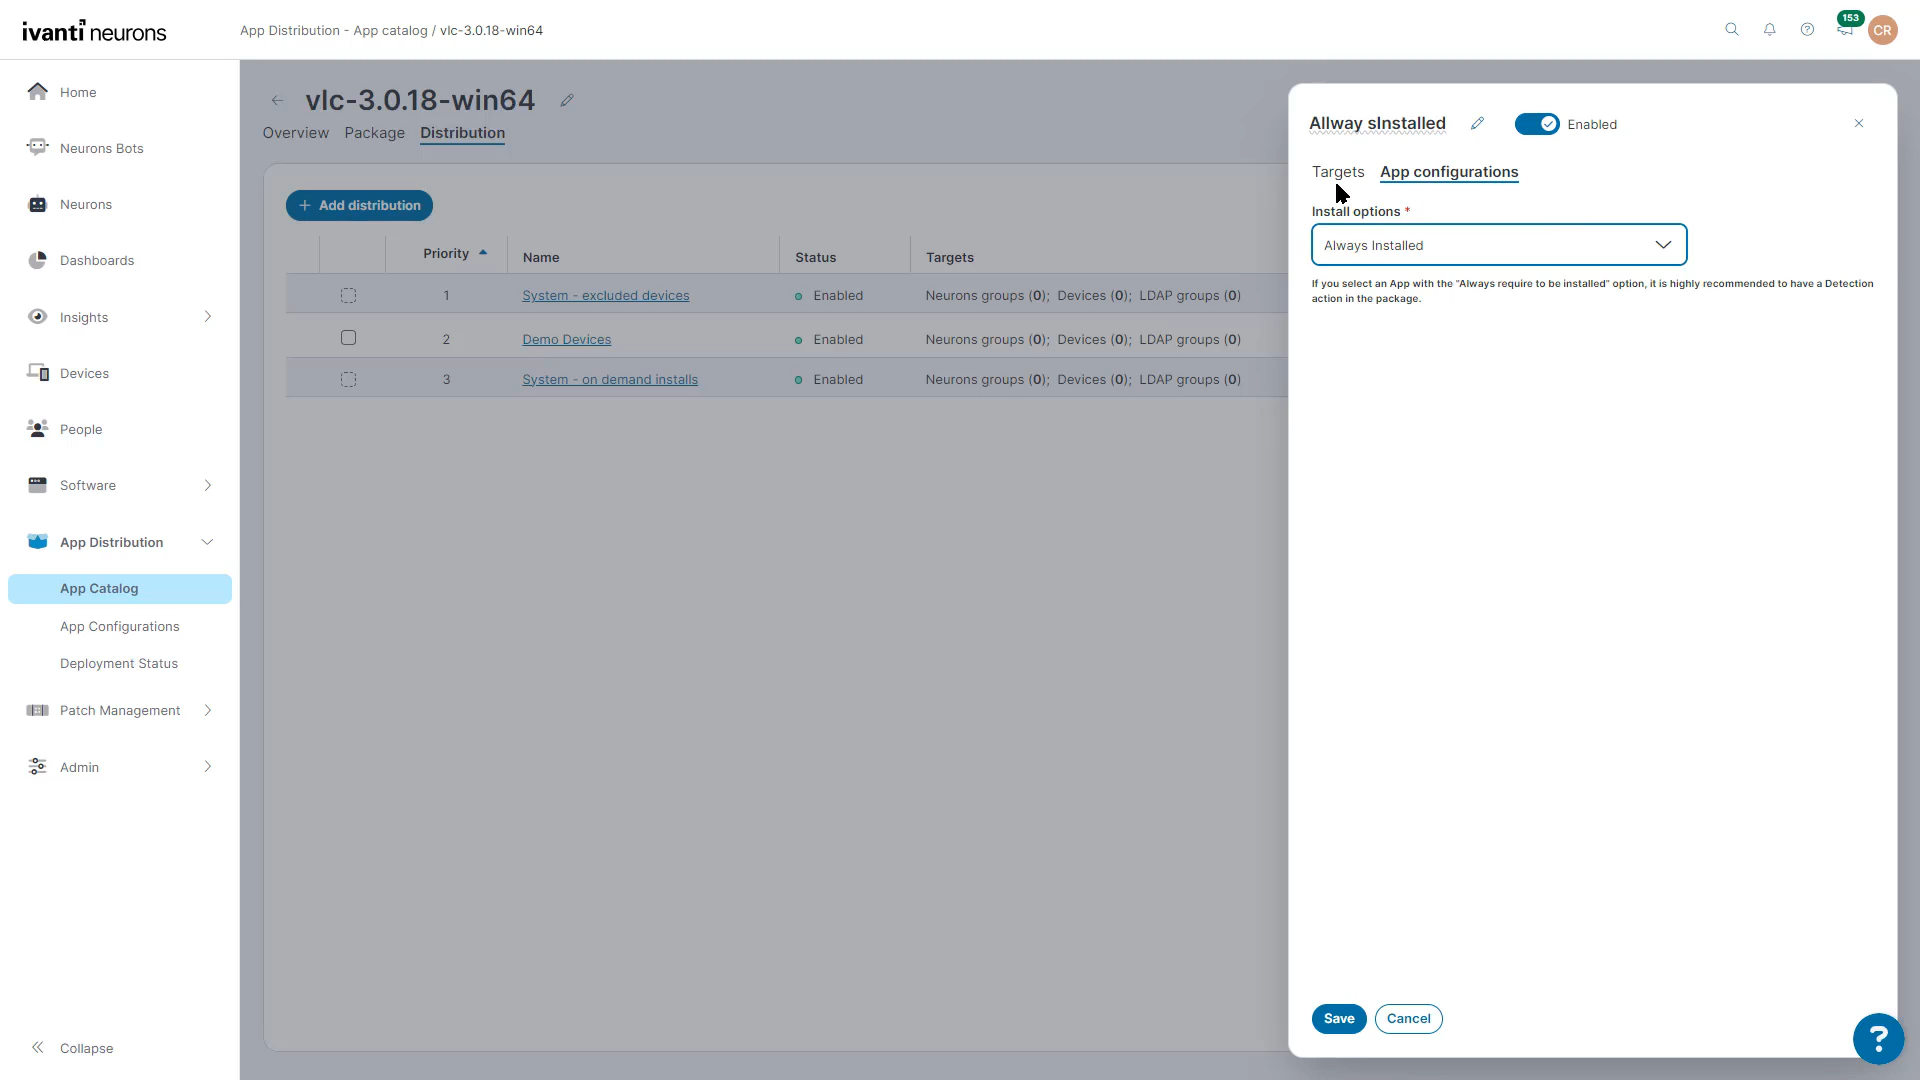 ivanti neurons
App Distribution - App catalog / vlc-3.0.18-win64
153
CR
Home
Neurons Bots
Neurons
Dashboards
Insights
Devices
People
Software
App Distribution
App Catalog
App Configurations
Deployment Status
Patch Management
Admin
Collapse
vlc-3.0.18-win64
Overview Package Distribution
+ Add distribution
Priority Name Status Targets
1 System - excluded devices Enabled Neurons groups (0); Devices (0); LDAP groups (0)
2 Demo Devices Enabled Neurons groups (0); Devices (0); LDAP groups (0)
3 System - on demand installs Enabled Neurons groups (0); Devices (0); LDAP groups (0)
Allway sInstalled Enabled
Targets App configurations
Install options *
Always Installed
If you select an App with the "Always require to be installed" option, it is highly recommended to have a Detection
action in the package.
Save Cancel
?